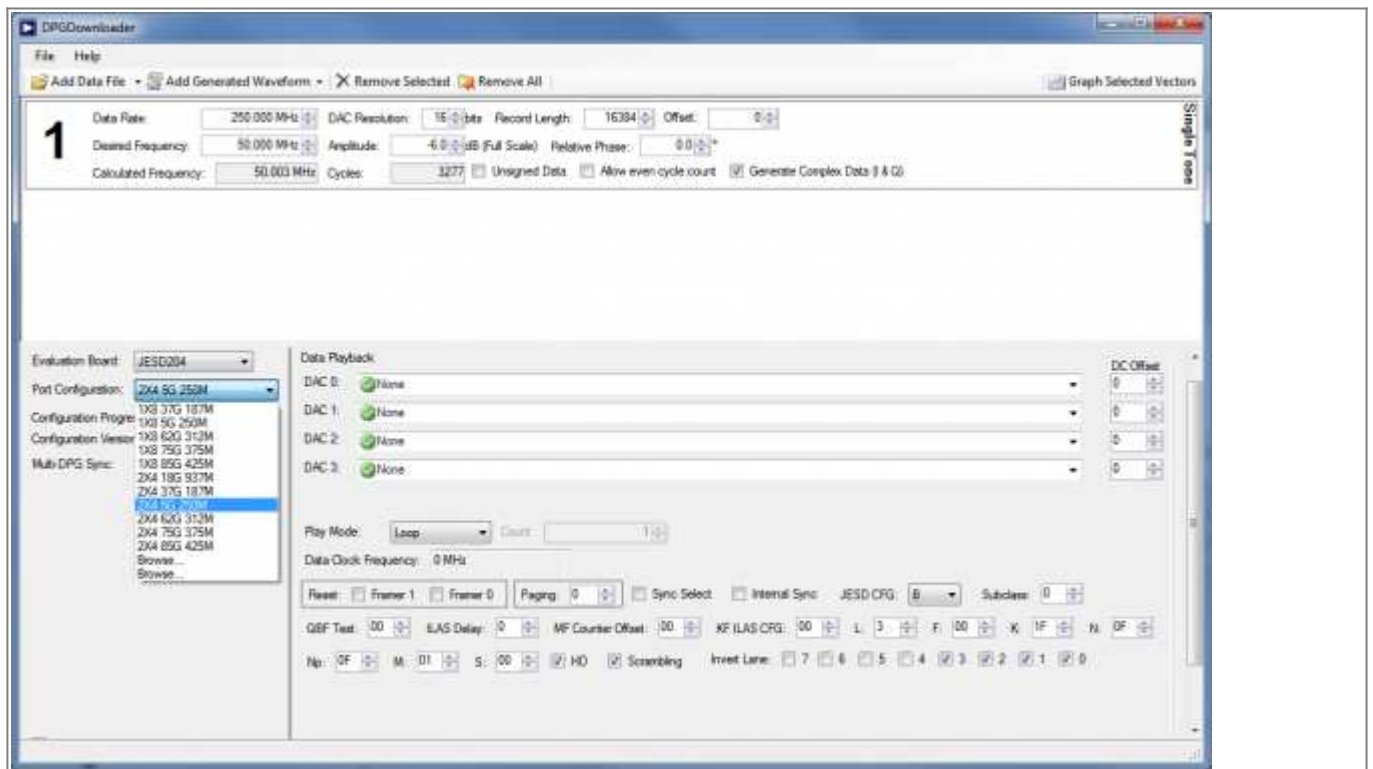 DPGDownloader
File Help
Add Data File Add Generated Waveform Remove Selected Remove All Graph Selected Vectors
1
Data Rate: 250.000 MHz DAC Resolution: 16 bits Record Length: 16384 Offset: 0
Desired Frequency: 50.000 MHz Amplitude: -6.0 dB (Full Scale) Relative Phase: 0.0 °
Calculated Frequency: 50.003 MHz Cycles: 3277 Unsigned Data Allow even cycle count Generate Complex Data (I & Q)
Single Tone
Evaluation Board: JESD204
Port Configuration: 2X4 5G 250M
Configuration Progre
Configuration Version
Multi-DPG Sync:
1X8 37G 187M
1X8 5G 250M
1X8 62G 312M
1X8 75G 375M
1X8 85G 425M
2X4 18G 937M
2X4 37G 187M
2X4 5G 250M
2X4 62G 312M
2X4 75G 375M
2X4 85G 425M
Browse...
Browse...
Data Playback
DC Offset
DAC 0: None 0
DAC 1: None 0
DAC 2: None 0
DAC 3: None 0
Play Mode: Loop Count: 1
Data Clock Frequency: 0 MHz
Reset: Framer 1 Framer 0 Paging: 0 Sync Select Internal Sync JESD CFG: B Subclass: 0
QBF Test: 00 ILAS Delay: 0 MF Counter Offset: 00 KF ILAS CFG: 00 L: 3 F: 00 K: 1F N: 0F
Np: 0F M: 01 S: 00 HD Scrambling Invert Lane: 7 6 5 4 3 2 1 0